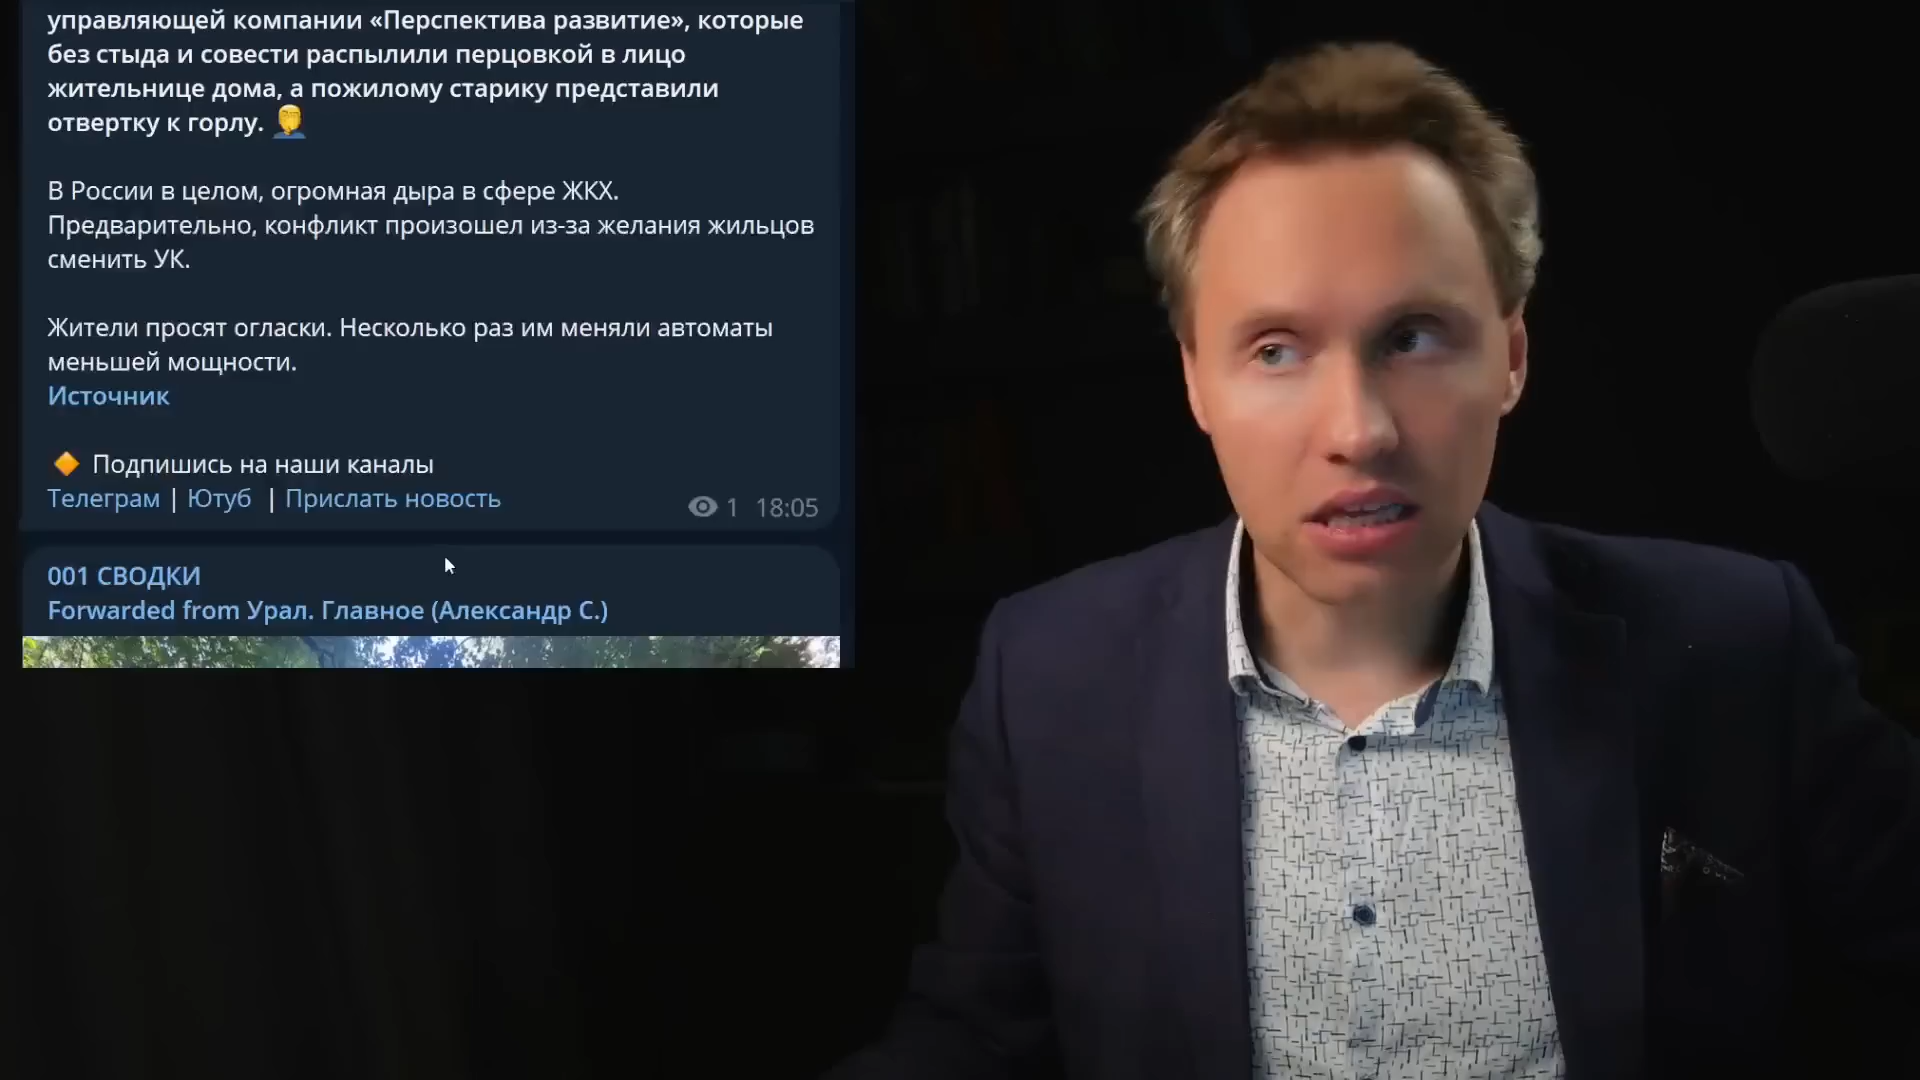 управляющей компании «Перспектива развитие», которые
без стыда и совести распылили перцовкой в лицо
жительнице дома, а пожилому старику представили
отвертку к горлу. 🤦
В России в целом, огромная дыра в сфере ЖКХ.
Предварительно, конфликт произошел из-за желания жильцов
сменить УК.
Жители просят огласки. Несколько раз им меняли автоматы
меньшей мощности.
Источник
🔶 Подпишись на наши каналы
Телеграм | Ютуб | Прислать новость
1 18:05
001 СВОДКИ
Forwarded from Урал. Главное (Александр С.)